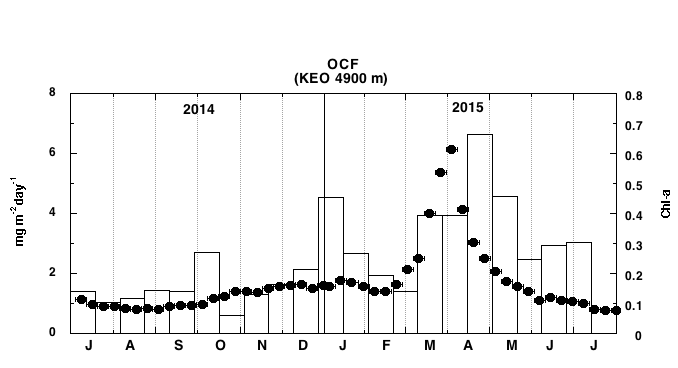 OCF
(KEO 4900 m)
8 0.8
2014 2015
0.7
6 0.6
0.5
mg m⁻² day⁻¹ Chl-a
4 0.4
0.3
2 0.2
0.1
0 0
J A S O N D J F M A M J J